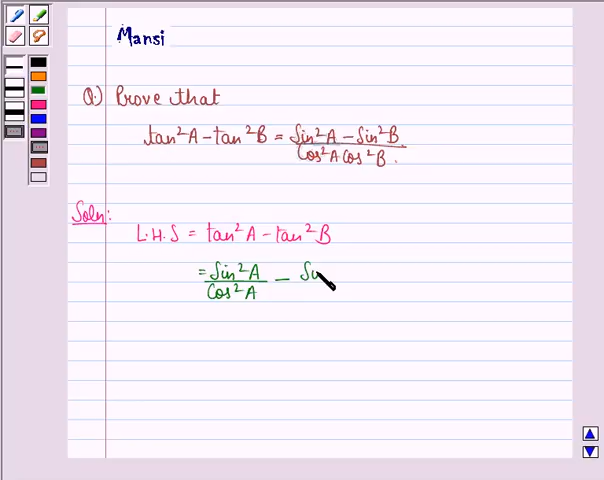 Mansi
Q.) Prove that
tan²A - tan²B = Sin²A - Sin²B / Cos²A Cos²B.
Soln:
L.H.S = tan²A - tan²B
= Sin²A / Cos²A - Si